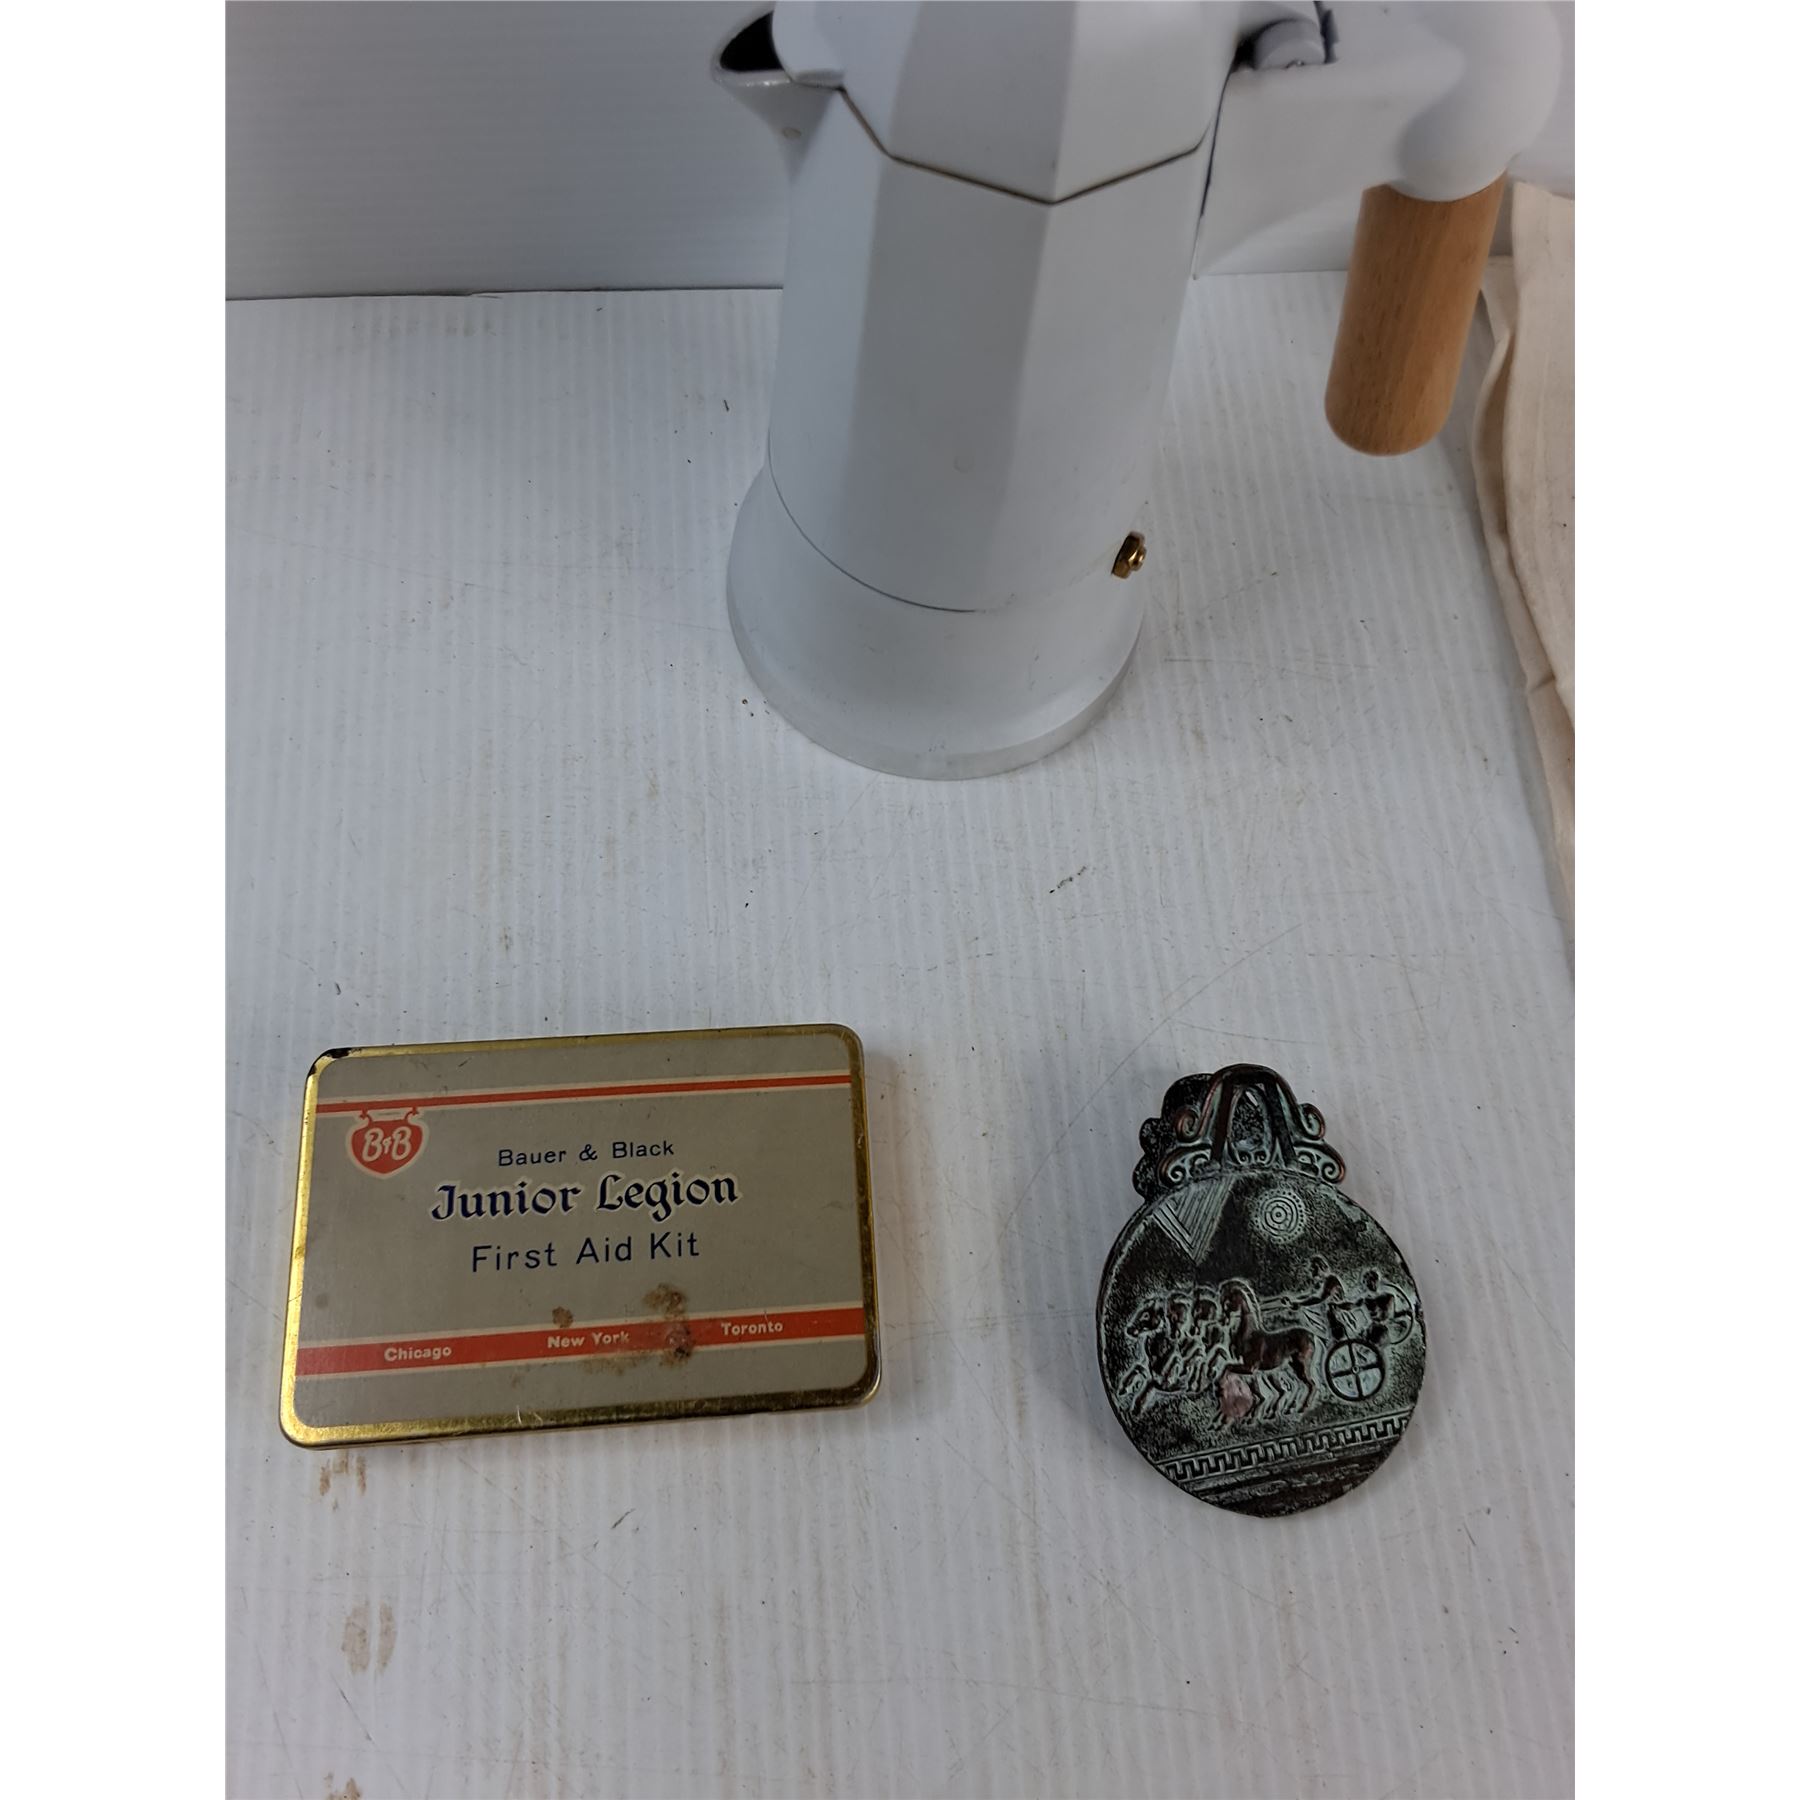 B&B
Bauer & Black
Junior Legion
First Aid Kit
Chicago New York Toronto